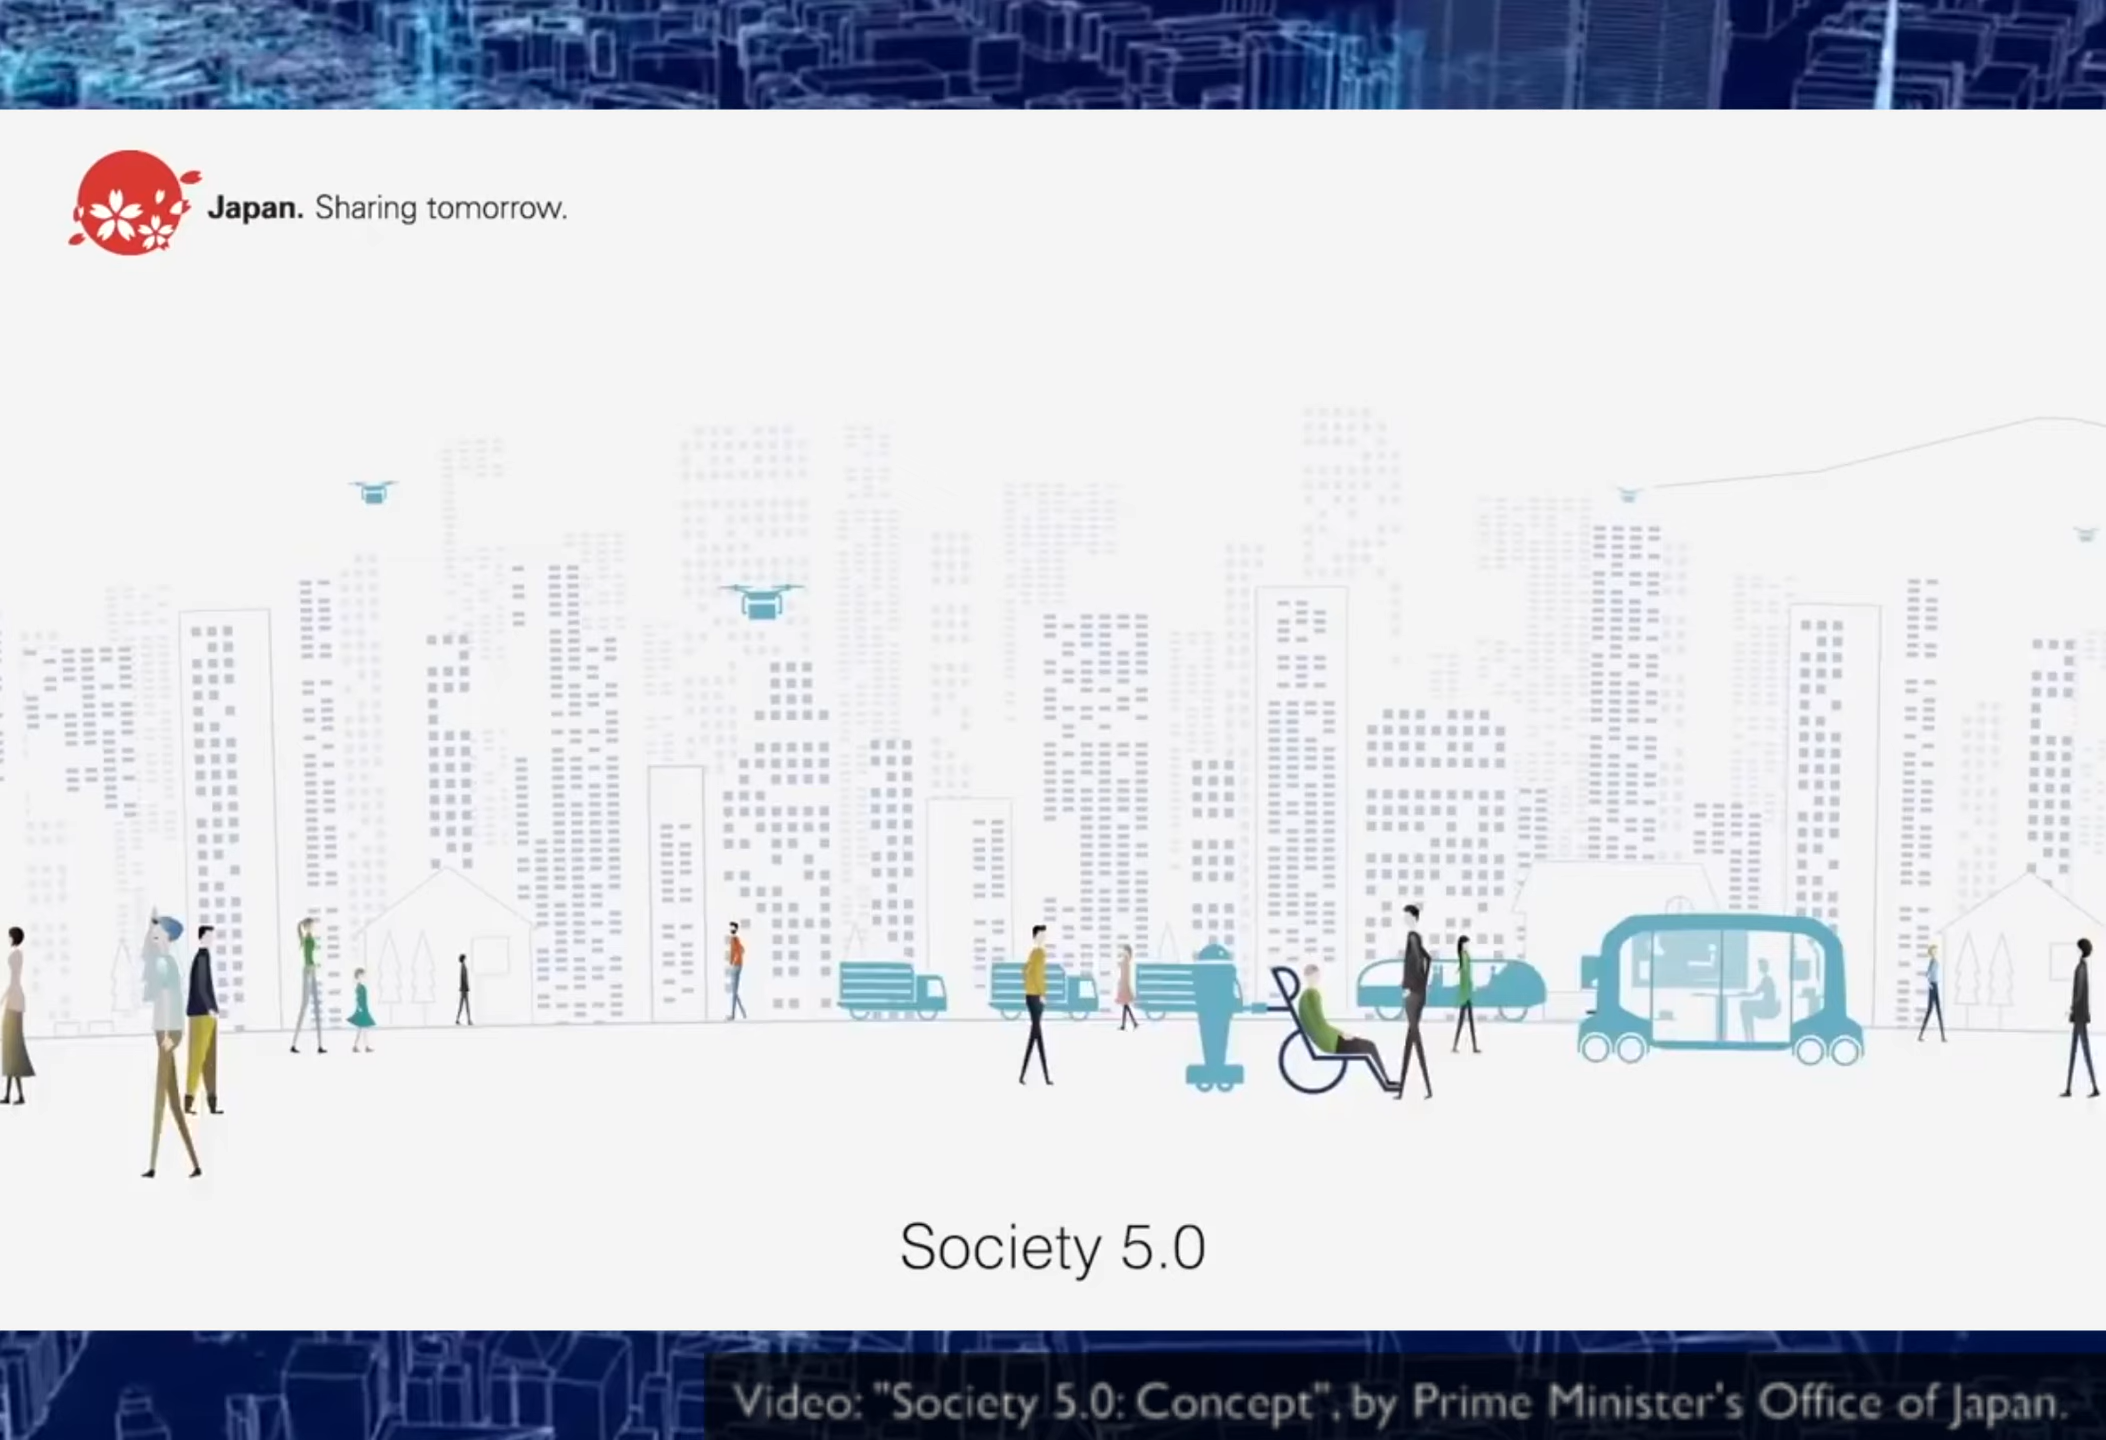 Japan. Sharing tomorrow.
Society 5.0
Video: "Society 5.0: Concept", by Prime Minister's Office of Japan.